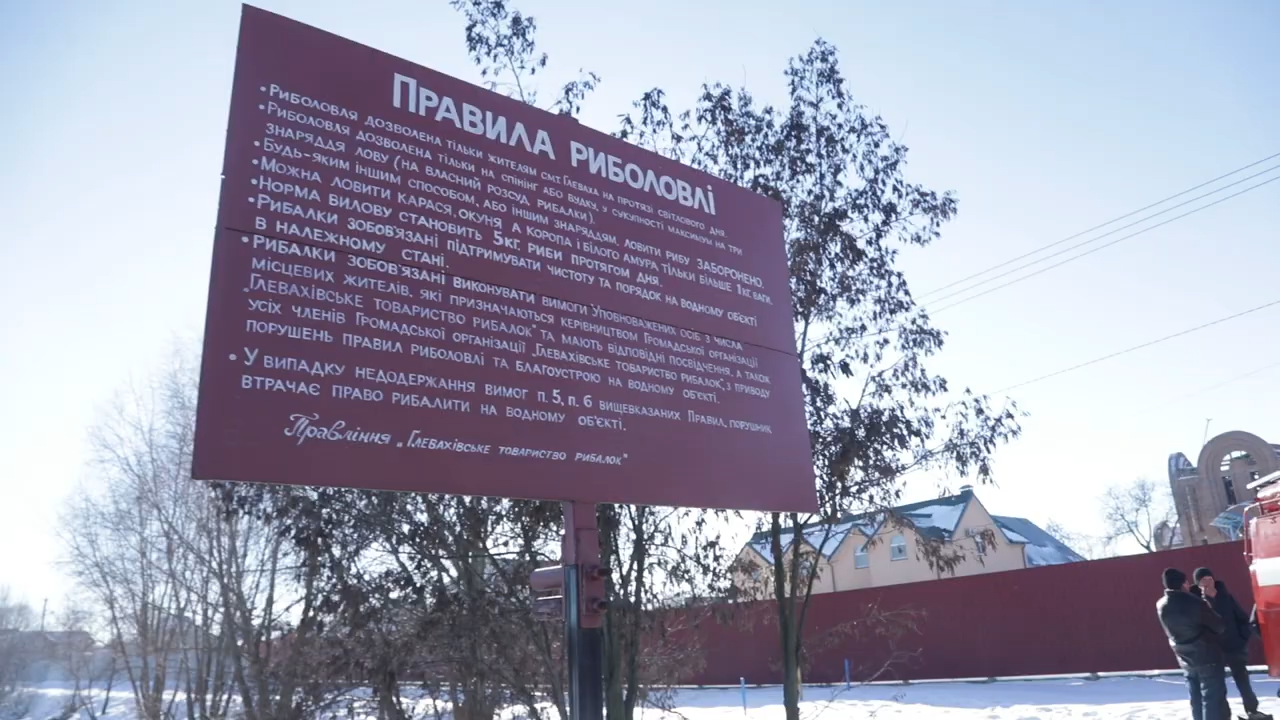 Правила риболовлі
•Риболовля дозволена тільки жителям смт. Глеваха на протязі світлового дня.
•Риболовля дозволена тільки на спінінг або вудку, у сукупності максимум на три
знаряддя лову (на власний розсуд рибалки).
•Будь-яким іншим способом, або іншим знаряддям, ловити рибу заборонено.
•Можна ловити карася, окуня, а коропа і білого амура, тільки більше 1 кг ваги.
•Норма вилову становить 5 кг. риби протягом дня.
•Рибалки зобов'язані підтримувати чистоту та порядок на водному об'єкті
в належному стані.
•Рибалки зобов'язані виконувати вимоги Уповноважених осіб з числа
місцевих жителів, які призначаються керівництвом Громадської організації
„Глевахівське товариство рибалок" та мають відповідні посвідчення, а також
усіх членів Громадської організації „Глевахівське товариство рибалок", з приводу
порушень правил риболовлі та благоустрою на водному об'єкті.
•У випадку недодержання вимог п. 5, п. 6 вищевказаних Правил, порушник
втрачає право рибалити на водному об'єкті.
Правління „Глевахівське товариство рибалок"